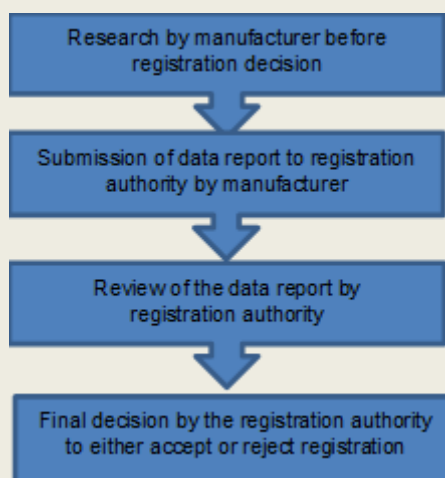 Research by manufacturer before
registration decision
Submission of data report to registration
authority by manufacturer
Review of the data report by
registration authority
Final decision by the registration authority
to either accept or reject registration